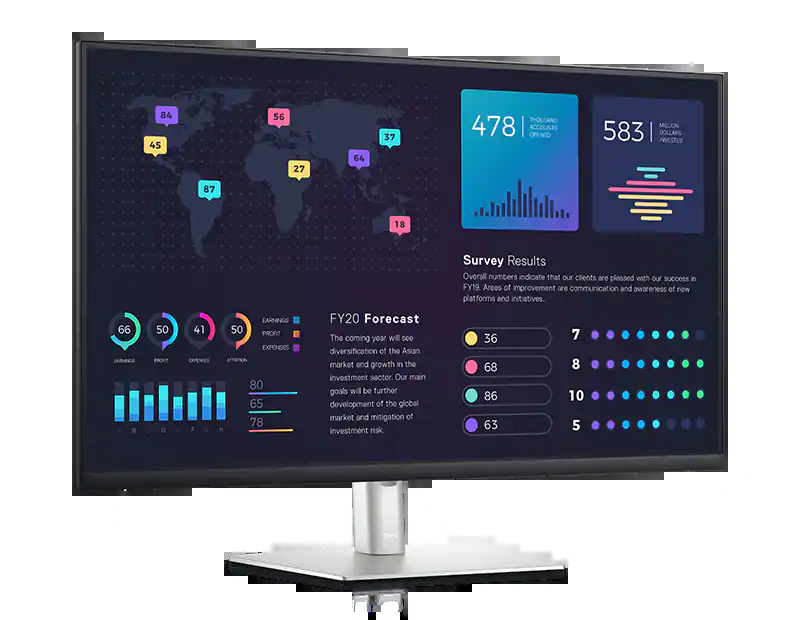 84
56
37
45
64
27
87
18
478
THOUSAND
ACCOUNTS
OPENED
583
MILLION
DOLLARS
INVESTED
Survey Results
Overall numbers indicate that our clients are pleased with our success in
FY19. Areas of improvement are communication and awareness of new
platforms and initiatives.
66
50
41
50
EARNINGS
PROFIT
EXPENSES
ATTRITION
EARNINGS
PROFIT
EXPENSES
80
65
78
FY20 Forecast
The coming year will see
diversification of the Asian
market and growth in the
investment sector. Our main
goals will be further
development of the global
market and mitigation of
investment risk.
36
68
86
63
7
8
10
5